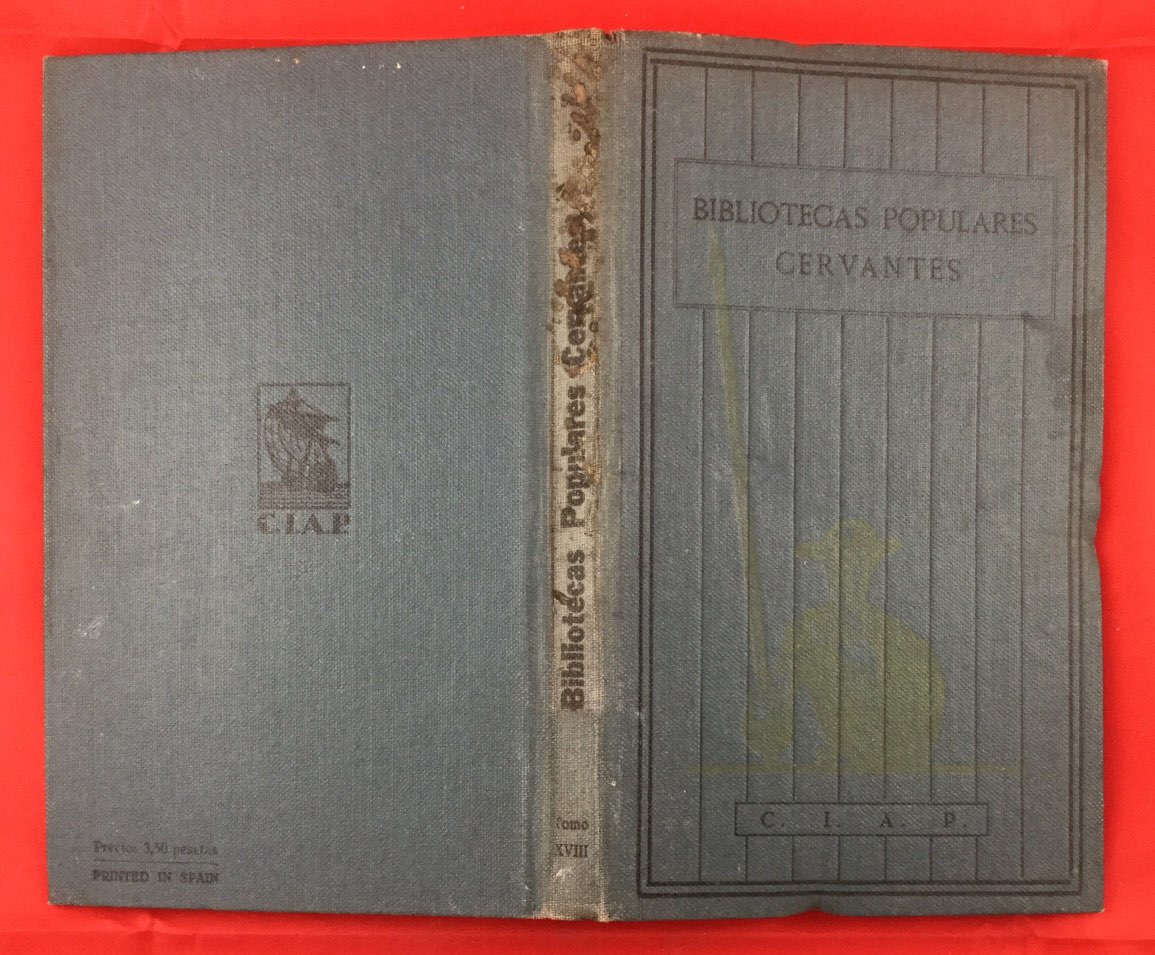 BIBLIOTECAS POPULARES
CERVANTES
C. I. A. P.
Bibliotecas Populares Cervantes
Tomo
XVIII
C.I.A.P.
Precio: 3,50 pesetas
PRINTED IN SPAIN